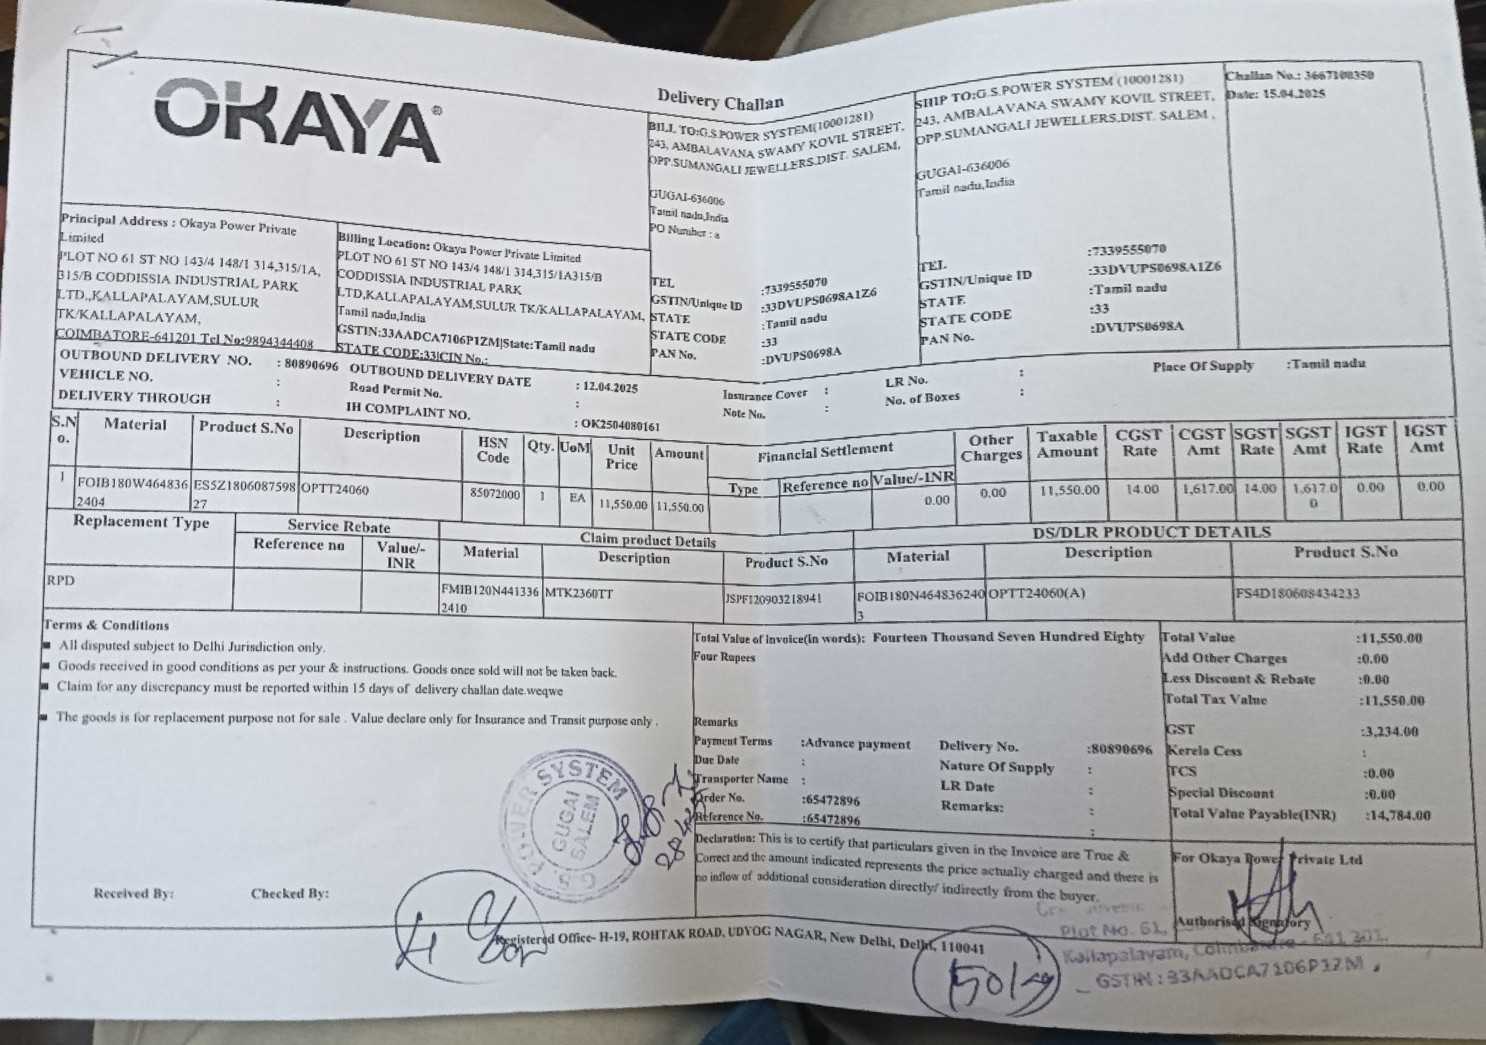 OKAYA®
Delivery Challan
BILL TO:G.S.POWER SYSTEM(10001281)
243, AMBALAVANA SWAMY KOVIL STREET,
OPP.SUMANGALI JEWELLERS.DIST. SALEM,
GUGAI-636006
Tamil nadu,India
PO Number : a
TEL :7339555070
GSTIN/Unique ID :33DVUPS0698A1Z6
STATE :Tamil nadu
STATE CODE :33
PAN No. :DVUPS0698A
SHIP TO:G.S.POWER SYSTEM (10001281)
243, AMBALAVANA SWAMY KOVIL STREET,
OPP.SUMANGALI JEWELLERS.DIST. SALEM ,
GUGAI-636006
Tamil nadu,India
TEL :7339555070
GSTIN/Unique ID :33DVUPS0698A1Z6
STATE :Tamil nadu
STATE CODE :33
PAN No. :DVUPS0698A
Challan No.: 3667108350
Date: 15.04.2025
Principal Address : Okaya Power Private
Limited
PLOT NO 61 ST NO 143/4 148/1 314,315/1A,
315/B CODDISSIA INDUSTRIAL PARK
LTD.,KALLAPALAYAM,SULUR
TK/KALLAPALAYAM,
COIMBATORE-641201 Tel No:9894344408
Billing Location: Okaya Power Private Limited
PLOT NO 61 ST NO 143/4 148/1 314,315/1A315/B
CODDISSIA INDUSTRIAL PARK
LTD,KALLAPALAYAM,SULUR TK/KALLAPALAYAM,
Tamil nadu,India
GSTIN:33AADCA7106P1ZM|State:Tamil nadu
STATE CODE:33|CIN No.:
OUTBOUND DELIVERY NO. : 80890696 OUTBOUND DELIVERY DATE : 12.04.2025 Insurance Cover : LR No. : Place Of Supply :Tamil nadu
VEHICLE NO. : Road Permit No. : Note No. : No. of Boxes :
DELIVERY THROUGH : IH COMPLAINT NO. : OK2504080161
S.No. Material Product S.No Description HSN Code Qty. UoM Unit Price Amount Financial Settlement Other Charges Taxable Amount CGST Rate CGST Amt SGST Rate SGST Amt IGST Rate IGST Amt
Type Reference no Value/-INR
1 FOIB180W4648362404 ES5Z180608759827 OPTT24060 85072000 1 EA 11,550.00 11,550.00 0.00 0.00 11,550.00 14.00 1,617.00 14.00 1,617.00 0.00 0.00
Replacement Type Service Rebate Claim product Details DS/DLR PRODUCT DETAILS
Reference no Value/-INR Material Description Product S.No Material Description Product S.No
RPD FMIB120N4413362410 MTK2360TT JSPF120903218941 FOIB180N4648362403 OPTT24060(A) FS4D180608434233
Terms & Conditions
All disputed subject to Delhi Jurisdiction only.
Goods received in good conditions as per your & instructions. Goods once sold will not be taken back.
Claim for any discrepancy must be reported within 15 days of delivery challan date.weqwe
The goods is for replacement purpose not for sale . Value declare only for Insurance and Transit purpose only .
Total Value of Invoice(in words): Fourteen Thousand Seven Hundred Eighty
Four Rupees
Remarks
Payment Terms :Advance payment Delivery No. :80890696
Due Date : Nature Of Supply :
Transporter Name : LR Date :
Order No. :65472896 Remarks: :
Reference No. :65472896 :
Total Value :11,550.00
Add Other Charges :0.00
Less Discount & Rebate :0.00
Total Tax Value :11,550.00
GST :3,234.00
Kerela Cess :
TCS :0.00
Special Discount :0.00
Total Value Payable(INR) :14,784.00
Declaration: This is to certify that particulars given in the Invoice are True &
Correct and the amount indicated represents the price actually charged and there is
no inflow of additional consideration directly/ indirectly from the buyer.
For Okaya Power Private Ltd
Authorised Signatory
G.S. POWER SYSTEM
GUGAI
SALEM
Received By: Checked By:
Registered Office- H-19, ROHTAK ROAD, UDYOG NAGAR, New Delhi, Delhi, 110041
Plot No. 61,
Kallapalayam, Coimbatore - 641 201.
GSTIN : 33AADCA7106P1ZM